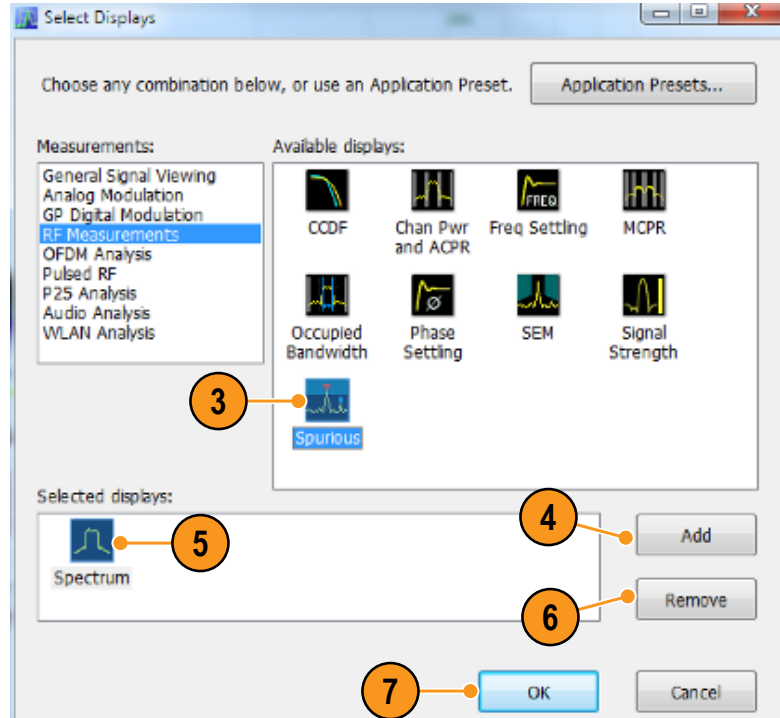 Select Displays
X
Choose any combination below, or use an Application Preset.
Application Presets...
Measurements:
Available displays:
General Signal Viewing
Analog Modulation
GP Digital Modulation
RF Measurements
OFDM Analysis
Pulsed RF
P25 Analysis
Audio Analysis
WLAN Analysis
CCDF
Chan Pwr
and ACPR
FREQ
Freq Settling
MCPR
Occupied
Bandwidth
Ø
Phase
Settling
SEM
Signal
Strength
3
Spurious
Selected displays:
5
Spectrum
4
Add
6
Remove
7
OK
Cancel